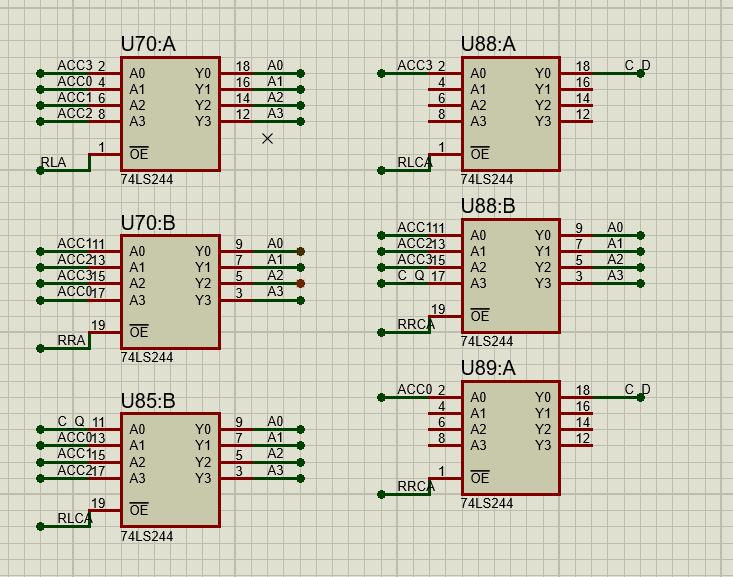 U70:A
ACC3 2 A0 Y0 18 A0
ACC0 4 A1 Y1 16 A1
ACC1 6 A2 Y2 14 A2
ACC2 8 A3 Y3 12 A3
RLA 1 OE
74LS244
U70:B
ACC1 11 A0 Y0 9 A0
ACC2 13 A1 Y1 7 A1
ACC3 15 A2 Y2 5 A2
ACC0 17 A3 Y3 3 A3
RRA 19 OE
74LS244
U85:B
C_Q 11 A0 Y0 9 A0
ACC0 13 A1 Y1 7 A1
ACC1 15 A2 Y2 5 A2
ACC2 17 A3 Y3 3 A3
RLCA 19 OE
74LS244
U88:A
ACC3 2 A0 Y0 18 C_D
4 A1 Y1 16
6 A2 Y2 14
8 A3 Y3 12
RLCA 1 OE
74LS244
U88:B
ACC1 11 A0 Y0 9 A0
ACC2 13 A1 Y1 7 A1
ACC3 15 A2 Y2 5 A2
C_Q 17 A3 Y3 3 A3
RRCA 19 OE
74LS244
U89:A
ACC0 2 A0 Y0 18 C_D
4 A1 Y1 16
6 A2 Y2 14
8 A3 Y3 12
RRCA 1 OE
74LS244